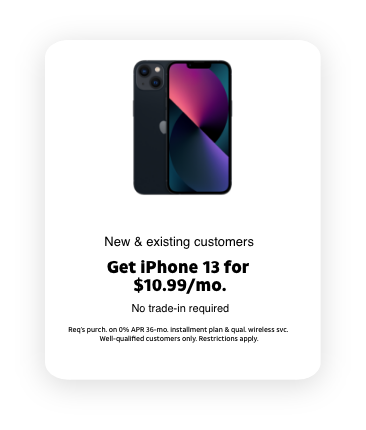 New & existing customers
Get iPhone 13 for
$10.99/mo.
No trade-in required
Req's purch. on 0% APR 36-mo. installment plan & qual. wireless svc.
Well-qualified customers only. Restrictions apply.